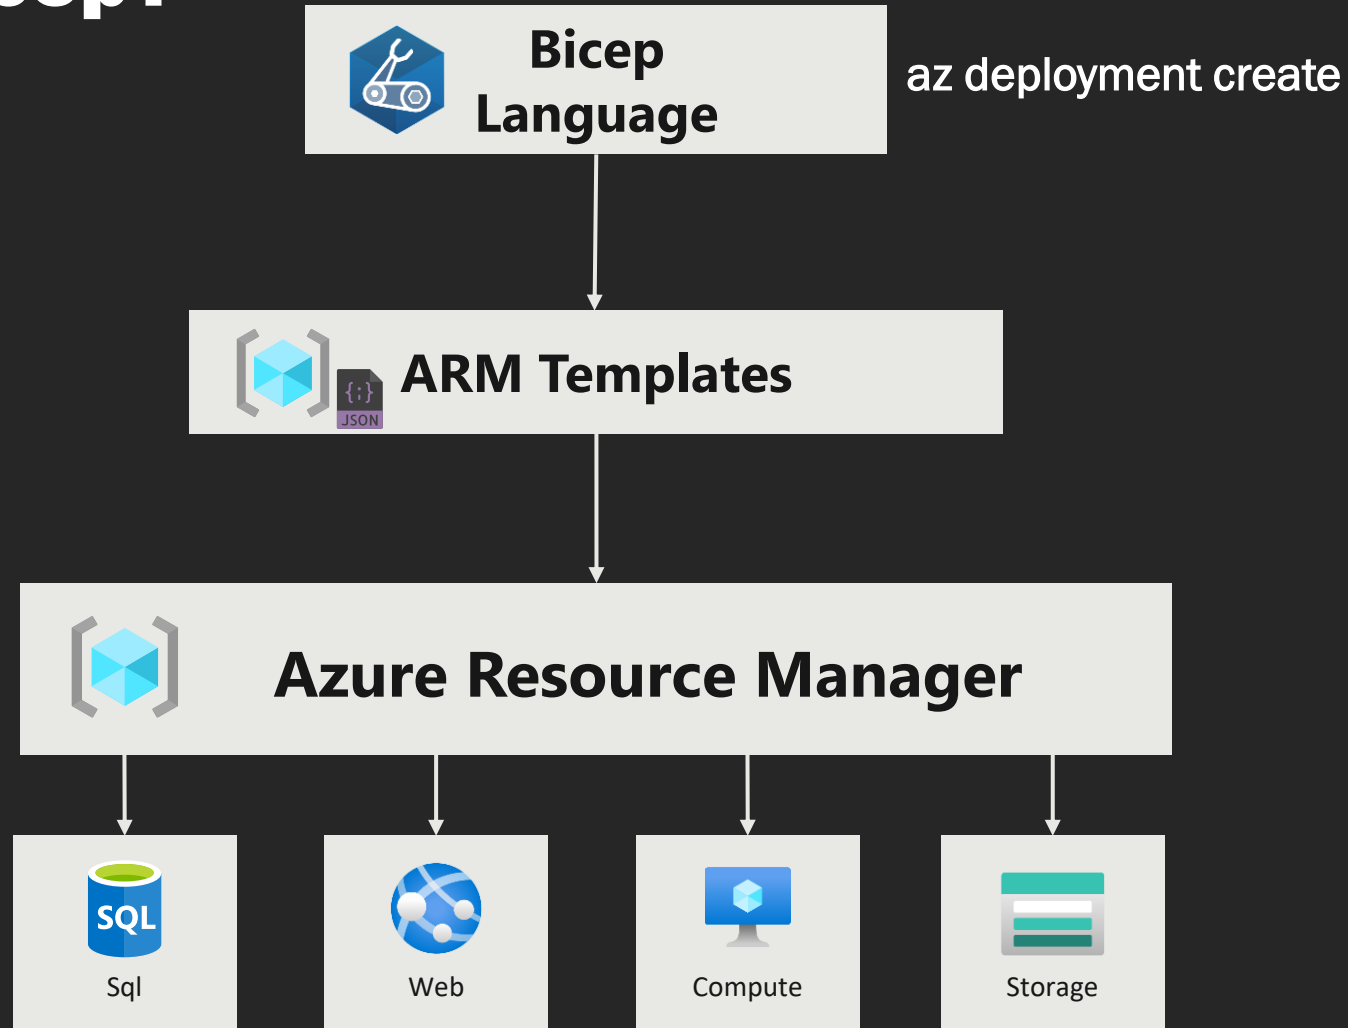 Bicep
Language
az deployment create
{;}
JSON
ARM Templates
Azure Resource Manager
SQL
Sql
Web
Compute
Storage